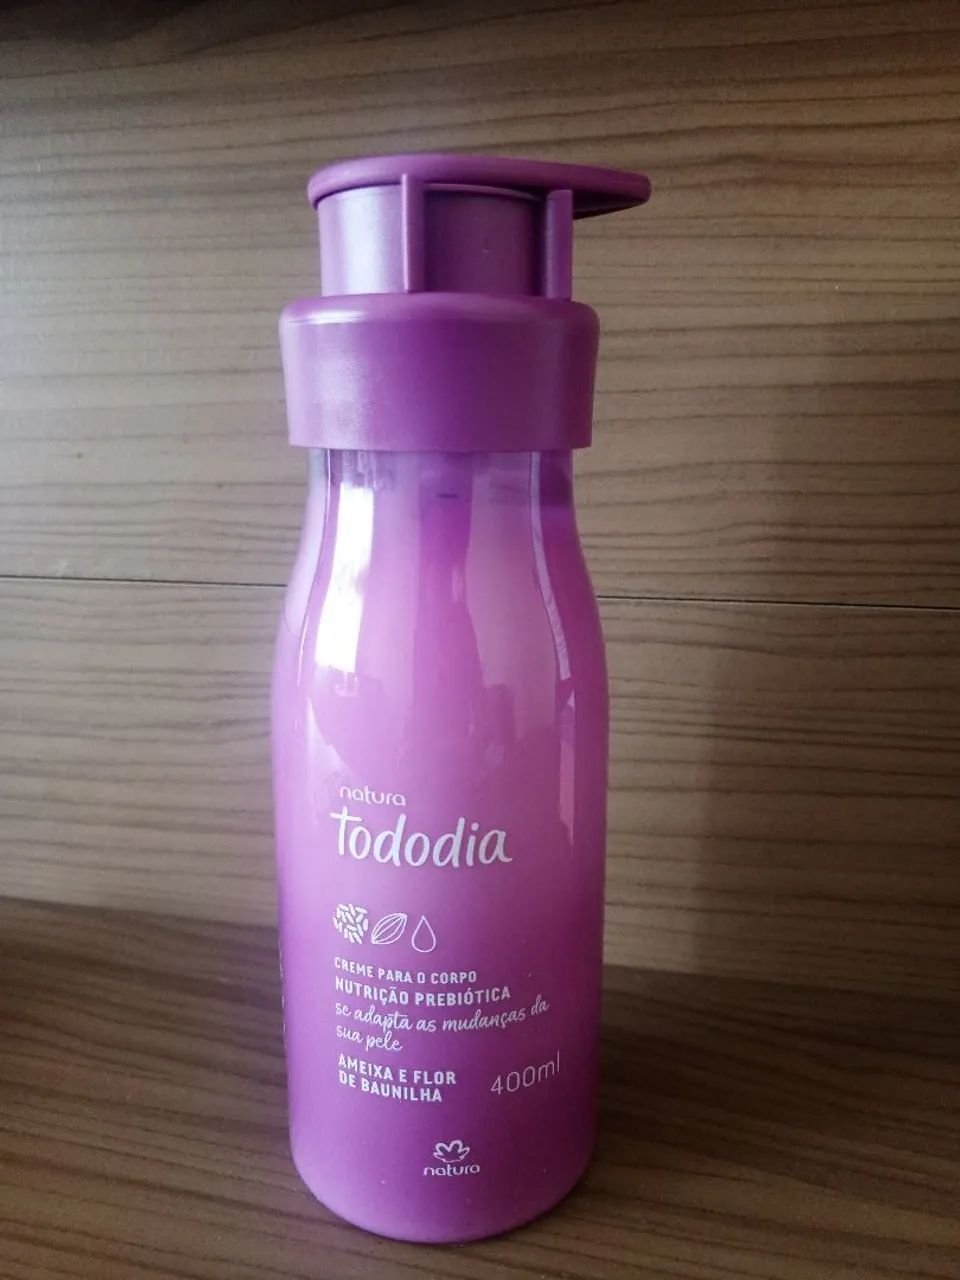 natura
tododia
CREME PARA O CORPO
NUTRIÇÃO PREBIÓTICA
se adapta as mudanças da
sua pele.
AMEIXA E FLOR
DE BAUNILHA
400ml
natura